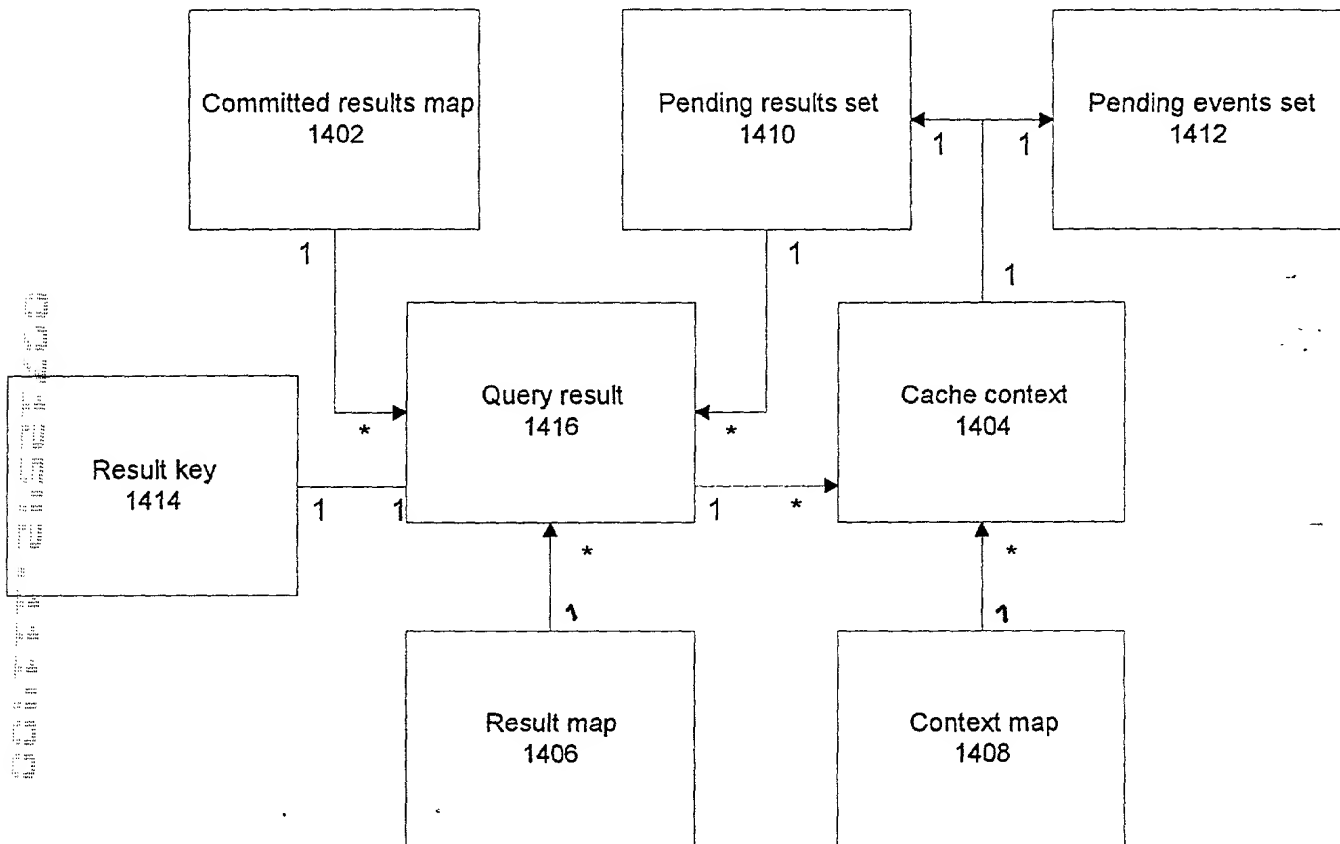 Committed results map
1402
Pending results set
1410
Pending events set
1412
1
1
1
1
1
Query result
1416
Cache context
1404
*
*
Result key
1414
1
1
1
*
*
*
1
1
Result map
1406
Context map
1408